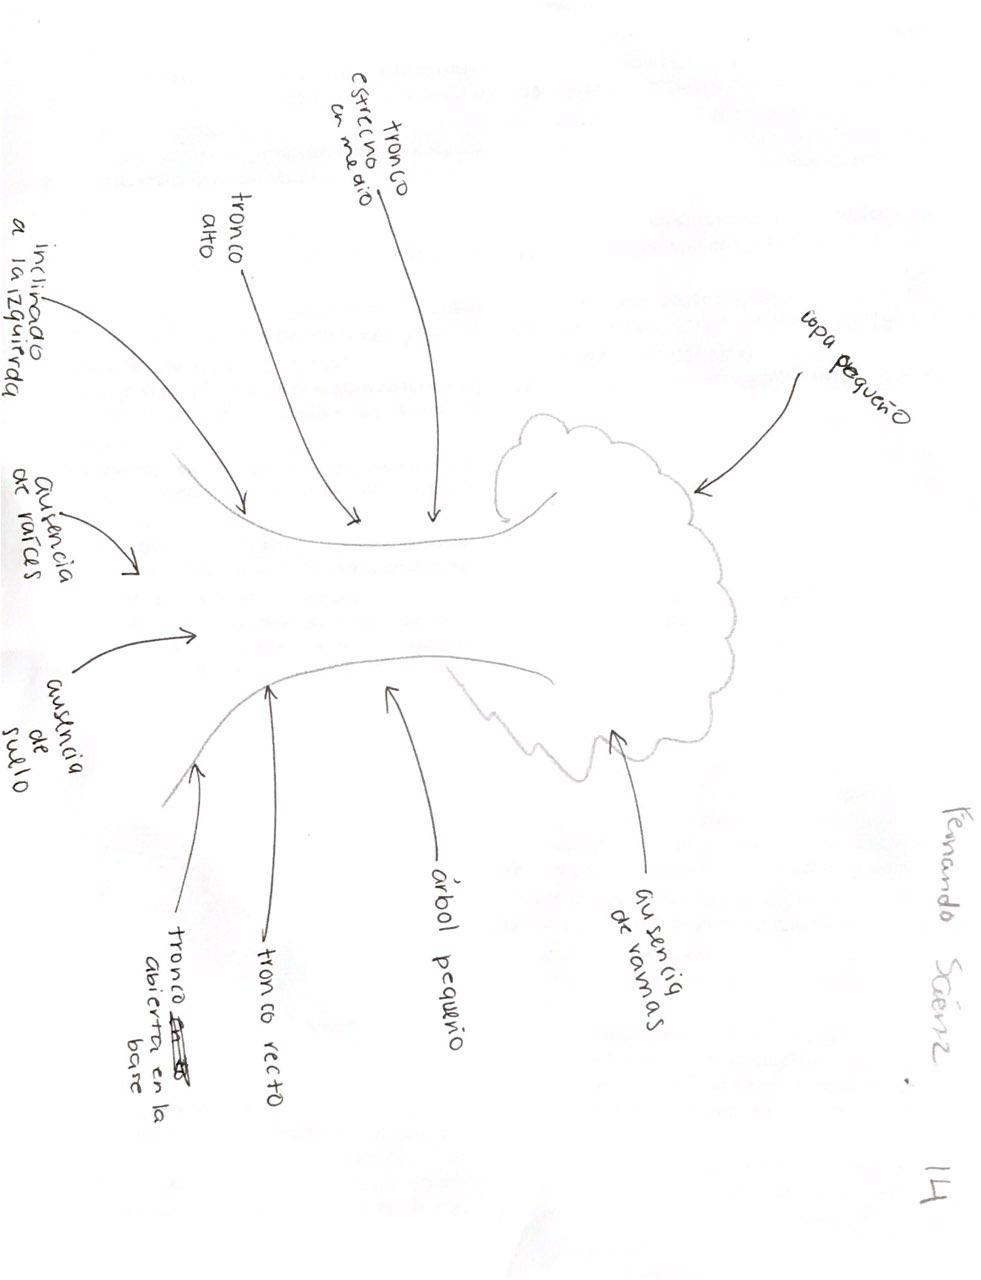 Fernando Sáenz 14
copa pequeño
tronco
estrecho
en medio
tronco
alto
inclinado
a la izquierda
ausencia
de raíces
ausencia
de
suelo
ausencia
de ramas
árbol pequeño
tronco recto
tronco
abierta en la
base